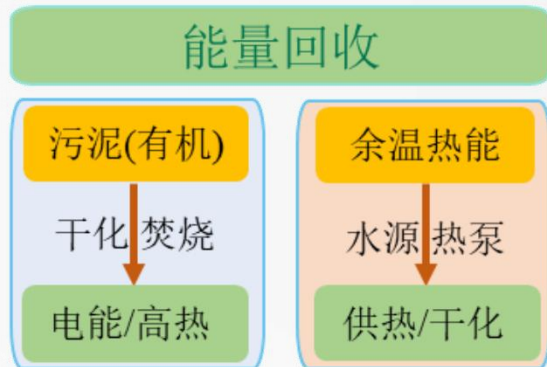 能量回收
污泥(有机)
干化 焚烧
电能/高热
余温热能
水源 热泵
供热/干化